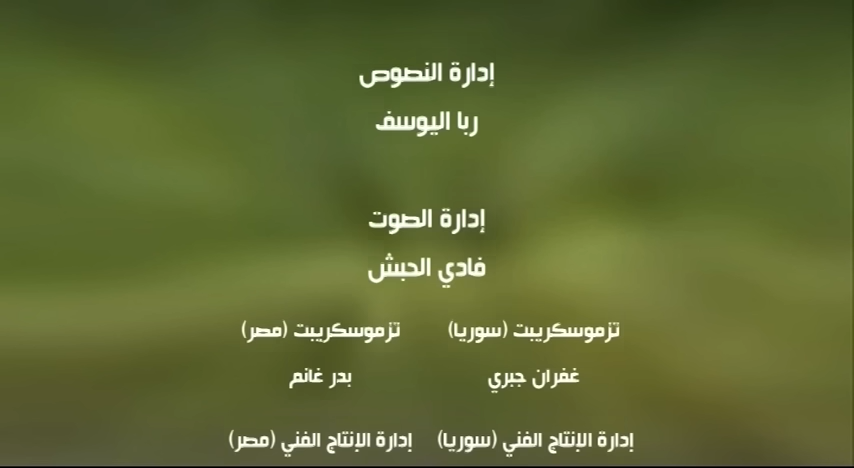 إدارة النصوص
ربا اليوسف
إدارة الصوت
فادي الحبش
تزموسكريبت (سوريا) تزموسكريبت (مصر)
غفران جبري بدر غانم
إدارة الإنتاج الفني (سوريا) إدارة الإنتاج الفني (مصر)